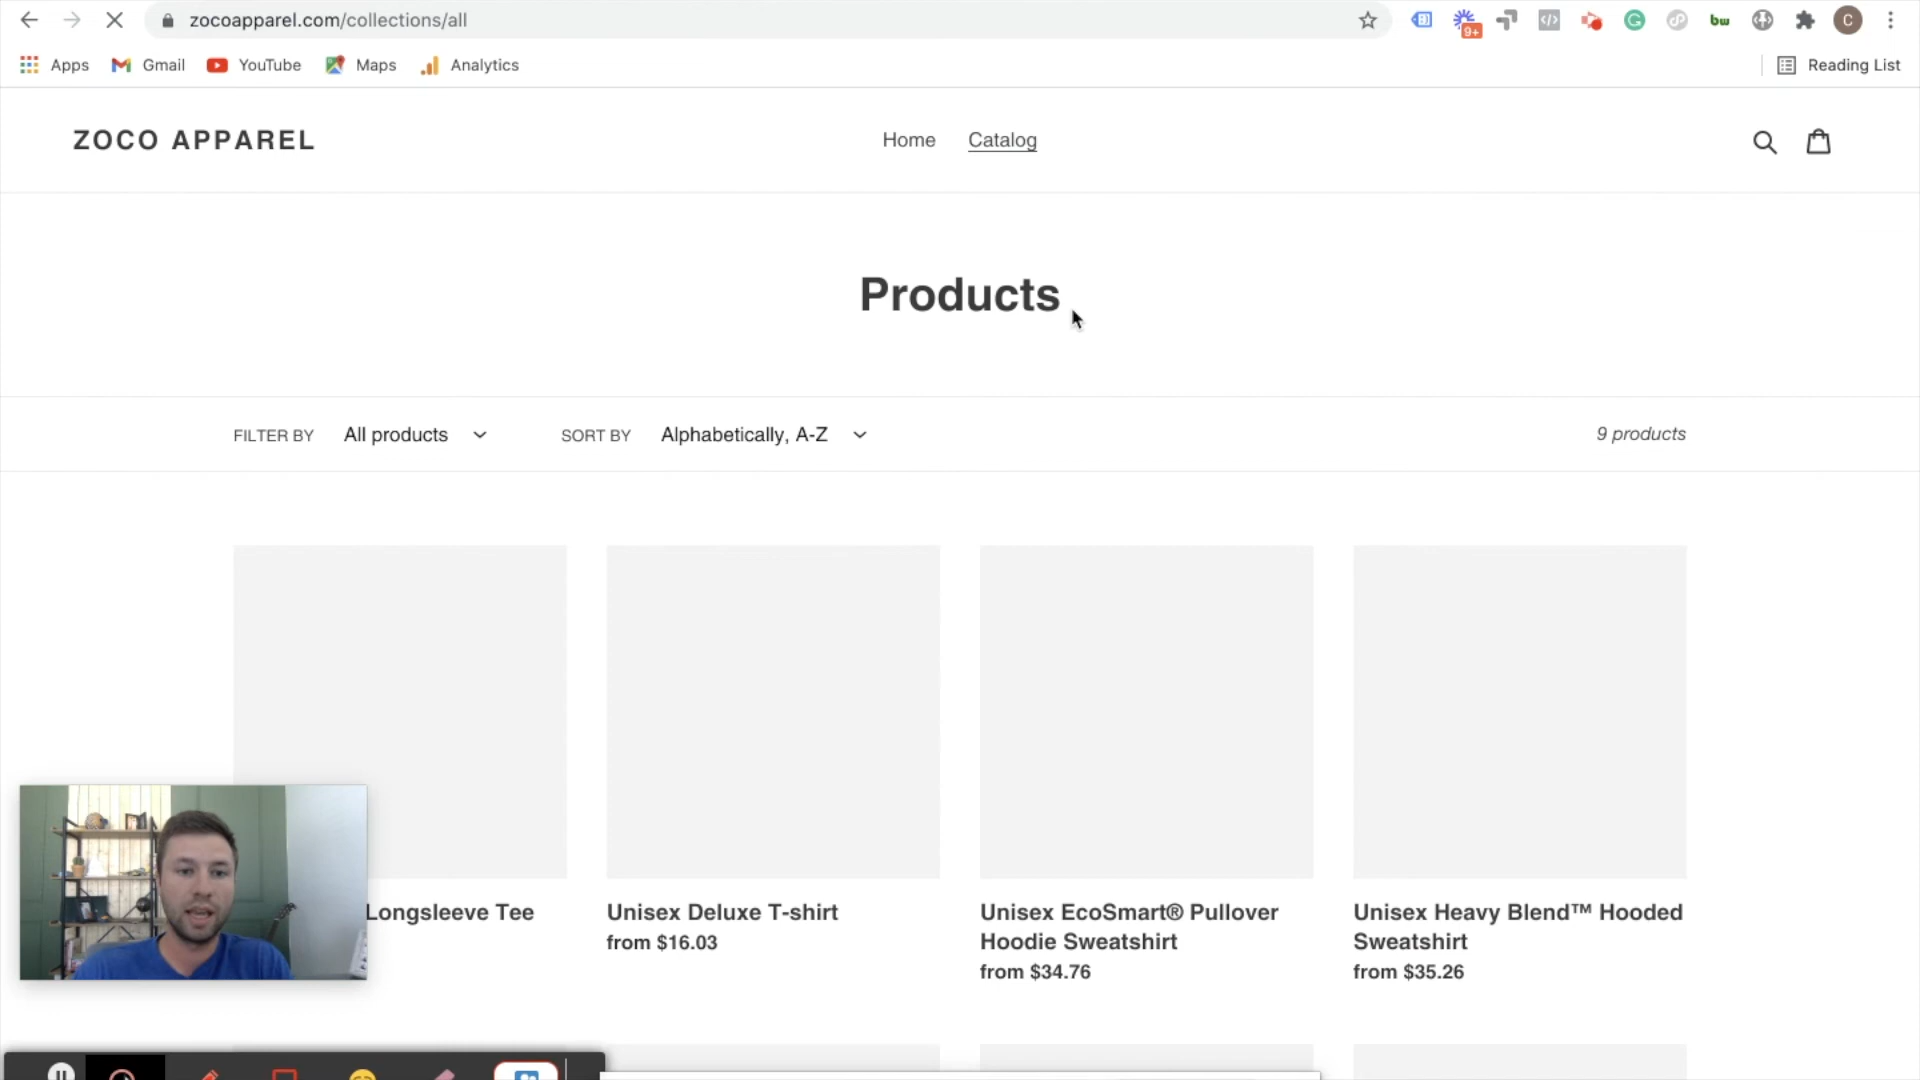 zocoapparel.com/collections/all
9+
bw
C
Apps
Gmail
YouTube
Maps
Analytics
Reading List
ZOCO APPAREL
Home
Catalog
Products
FILTER BY
All products
SORT BY
Alphabetically, A-Z
9 products
Longsleeve Tee
Unisex Deluxe T-shirt
from $16.03
Unisex EcoSmart® Pullover
Hoodie Sweatshirt
from $34.76
Unisex Heavy Blend™ Hooded
Sweatshirt
from $35.26